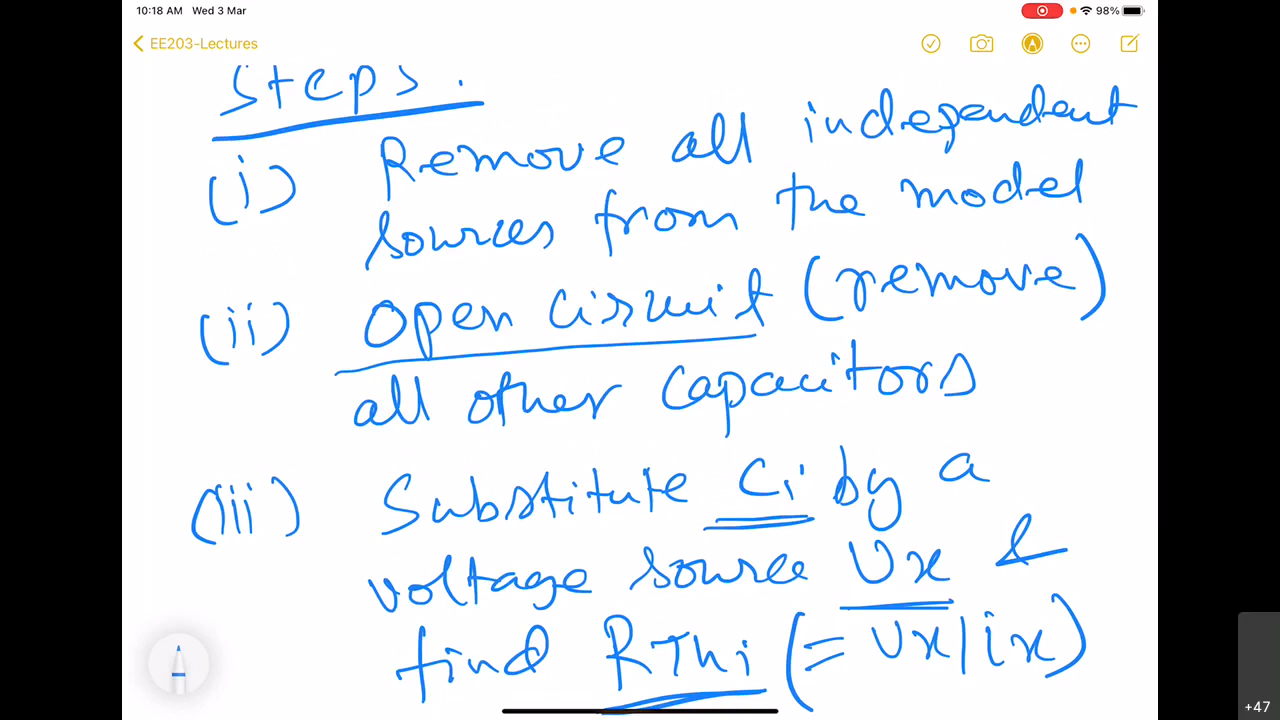 10:18 AM Wed 3 Mar
98%
EE203-Lectures
Steps.
(i) Remove all independent
sources from the model
(ii) Open Circuit (remove)
all other Capacitors
(iii) Substitute Ci by a
voltage source Vx &
find RThi (= Vx/ix)
+47